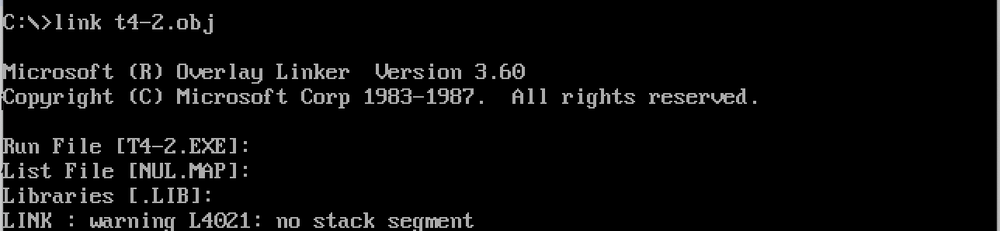 C:\>link t4-2.obj
Microsoft (R) Overlay Linker  Version 3.60
Copyright (C) Microsoft Corp 1983-1987.  All rights reserved.
Run File [T4-2.EXE]:
List File [NUL.MAP]:
Libraries [.LIB]:
LINK : warning L4021: no stack segment